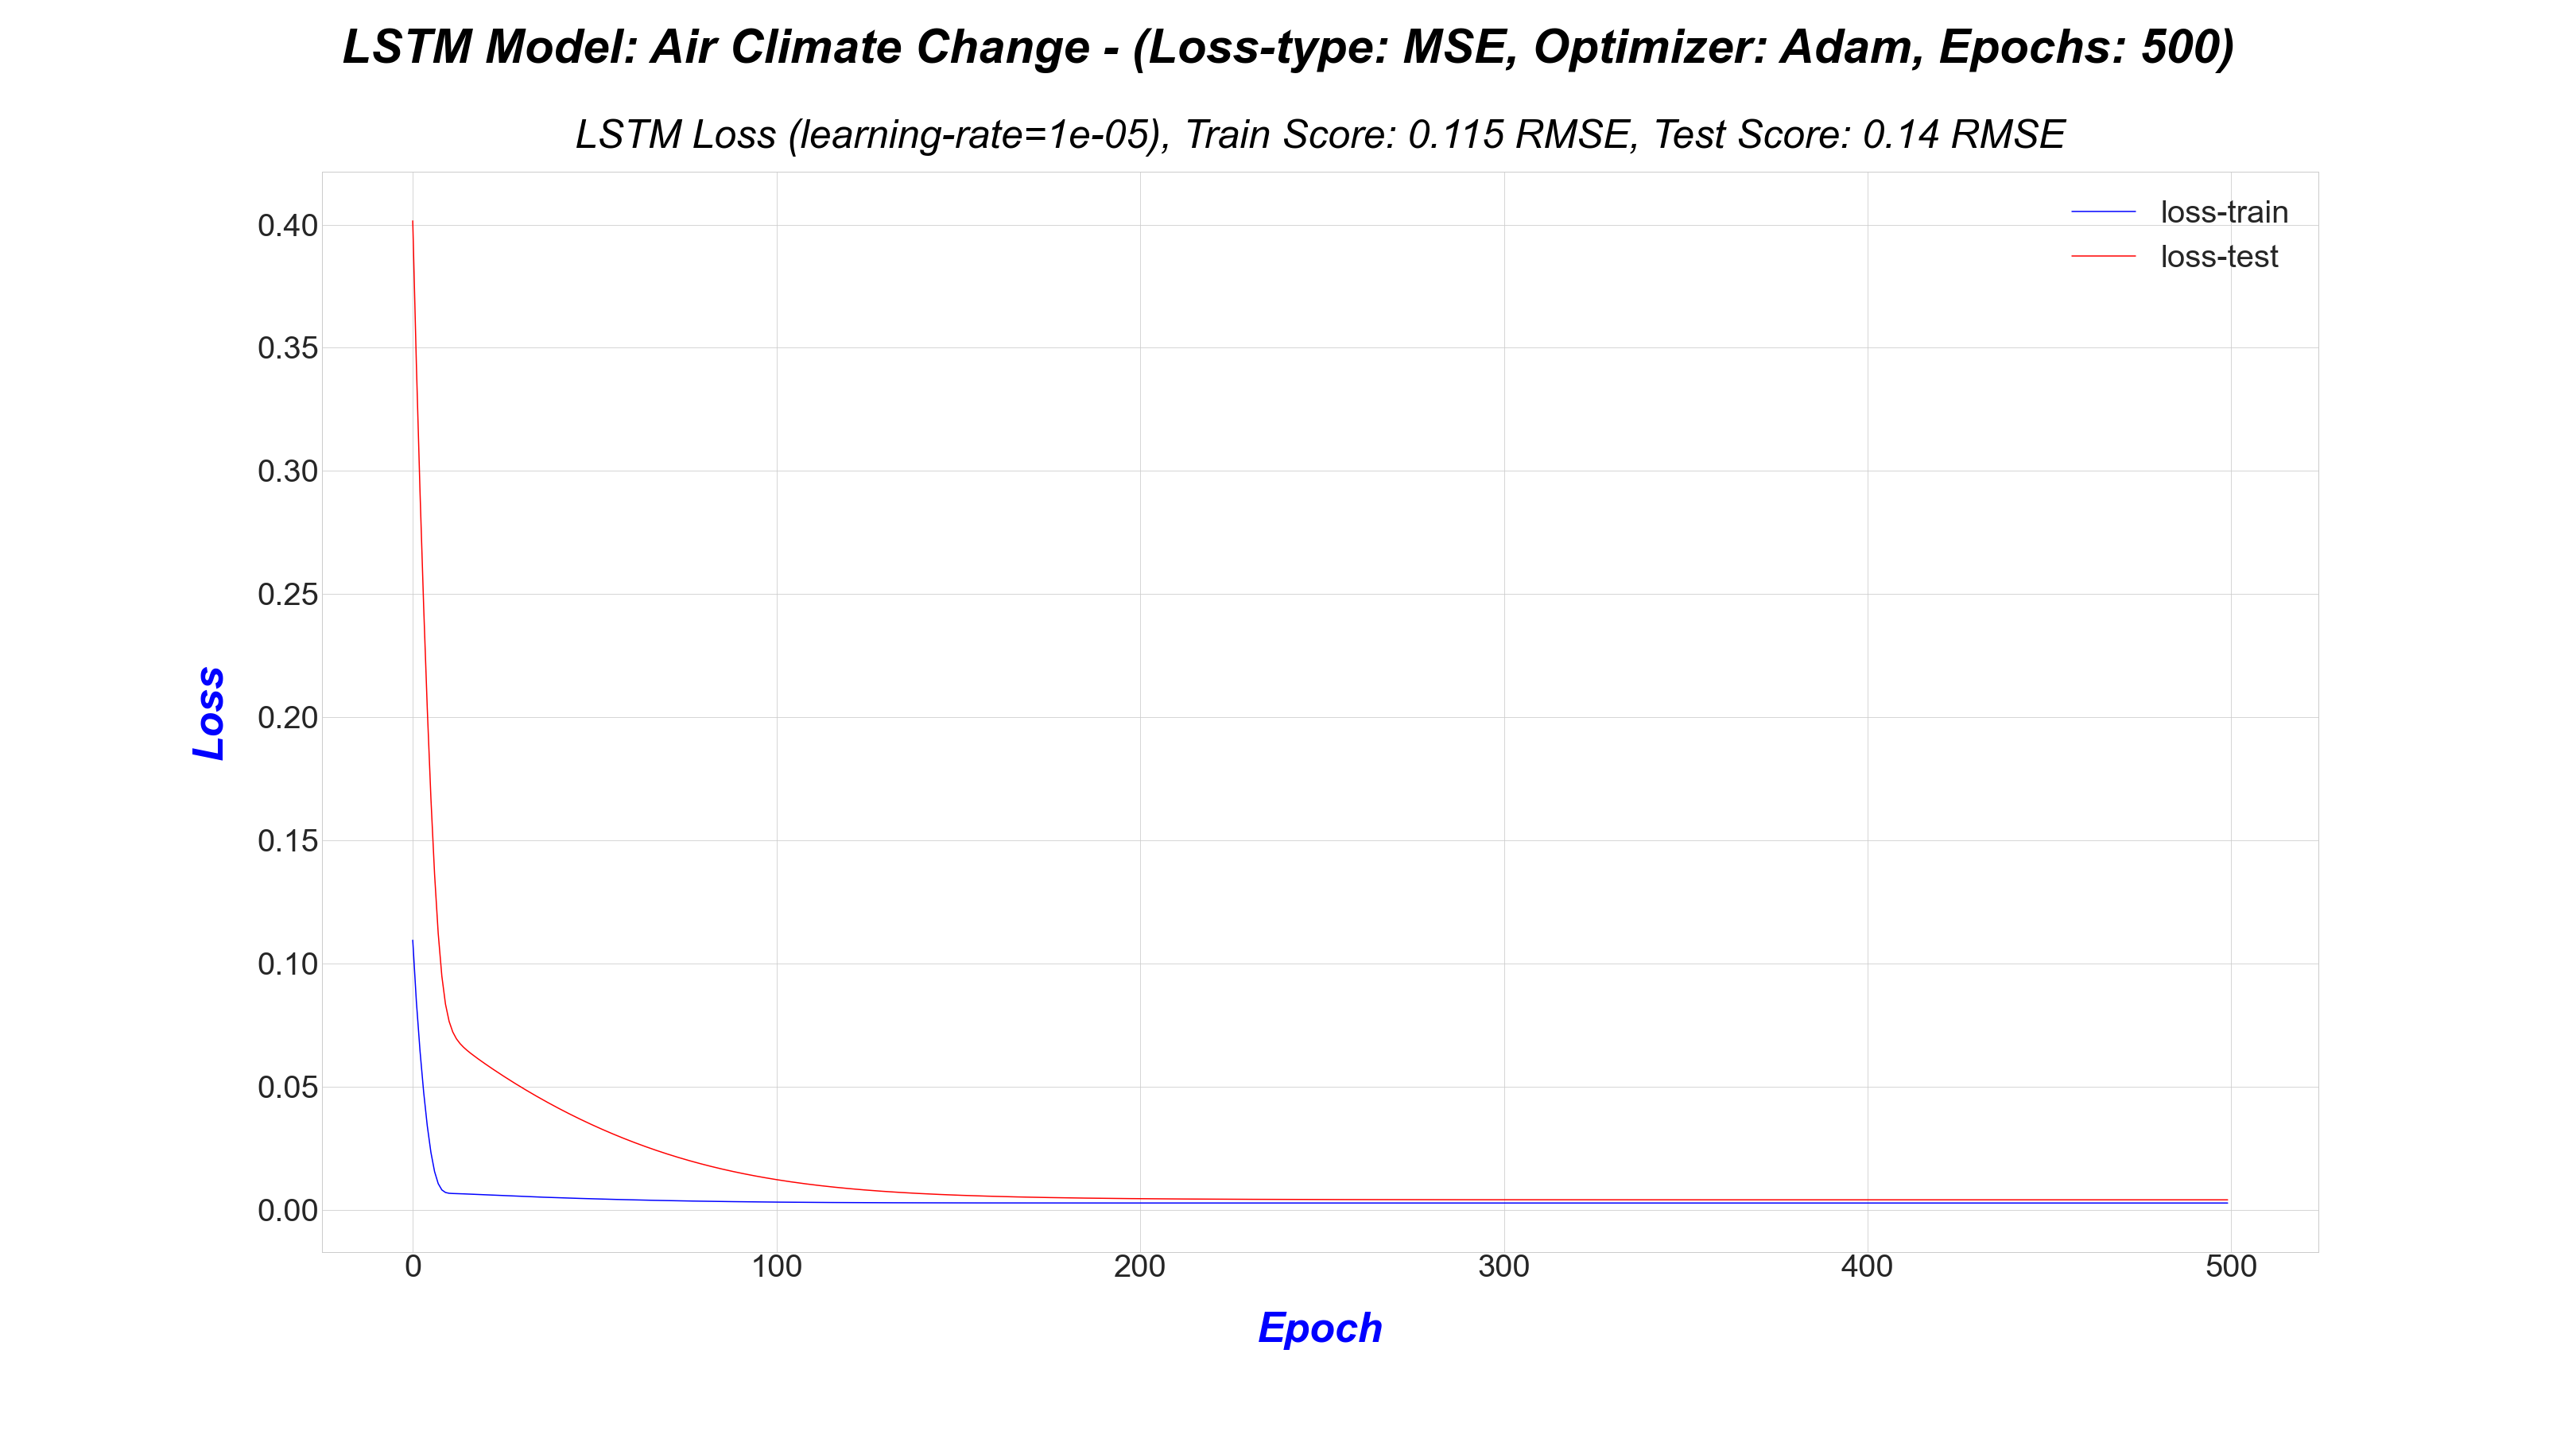 LSTM Model: Air Climate Change - (Loss-type: MSE, Optimizer: Adam, Epochs: 500)
LSTM Loss (learning-rate=1e-05), Train Score: 0.115 RMSE, Test Score: 0.14 RMSE
loss-train
loss-test
0.40
0.35
0.30
0.25
0.20
0.15
0.10
0.05
0.00
Loss
0 100 200 300 400 500
Epoch